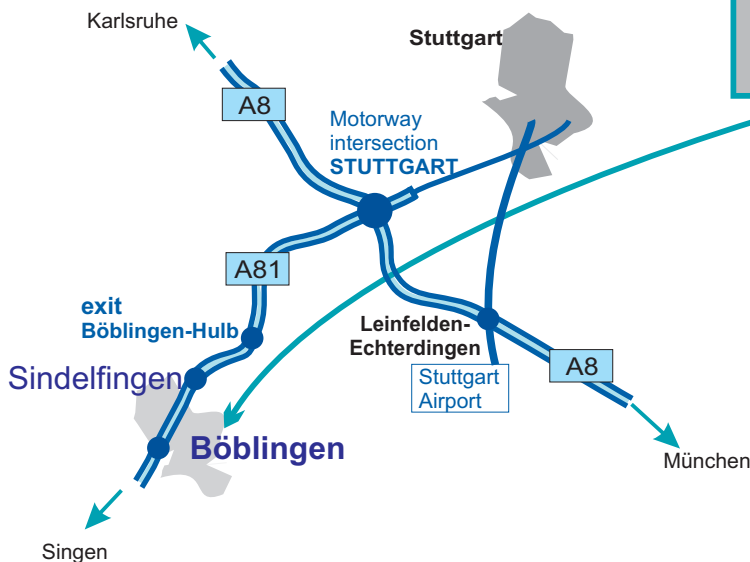 Karlsruhe
Stuttgart
A8
Motorway
intersection
STUTTGART
A81
exit
Böblingen-Hulb
Leinfelden-
Echterdingen
Sindelfingen
Stuttgart
Airport
A8
Böblingen
München
Singen